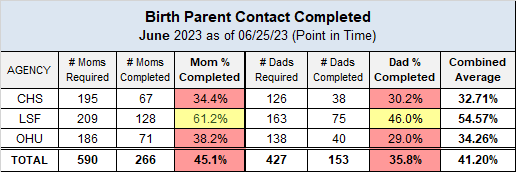 Birth Parent Contact Completed
June 2023 as of 06/25/23 (Point in Time)
AGENCY # Moms Required # Moms Completed Mom % Completed # Dads Required # Dads Completed Dad % Completed Combined Average
CHS 195 67 34.4% 126 38 30.2% 32.71%
LSF 209 128 61.2% 163 75 46.0% 54.57%
OHU 186 71 38.2% 138 40 29.0% 34.26%
TOTAL 590 266 45.1% 427 153 35.8% 41.20%